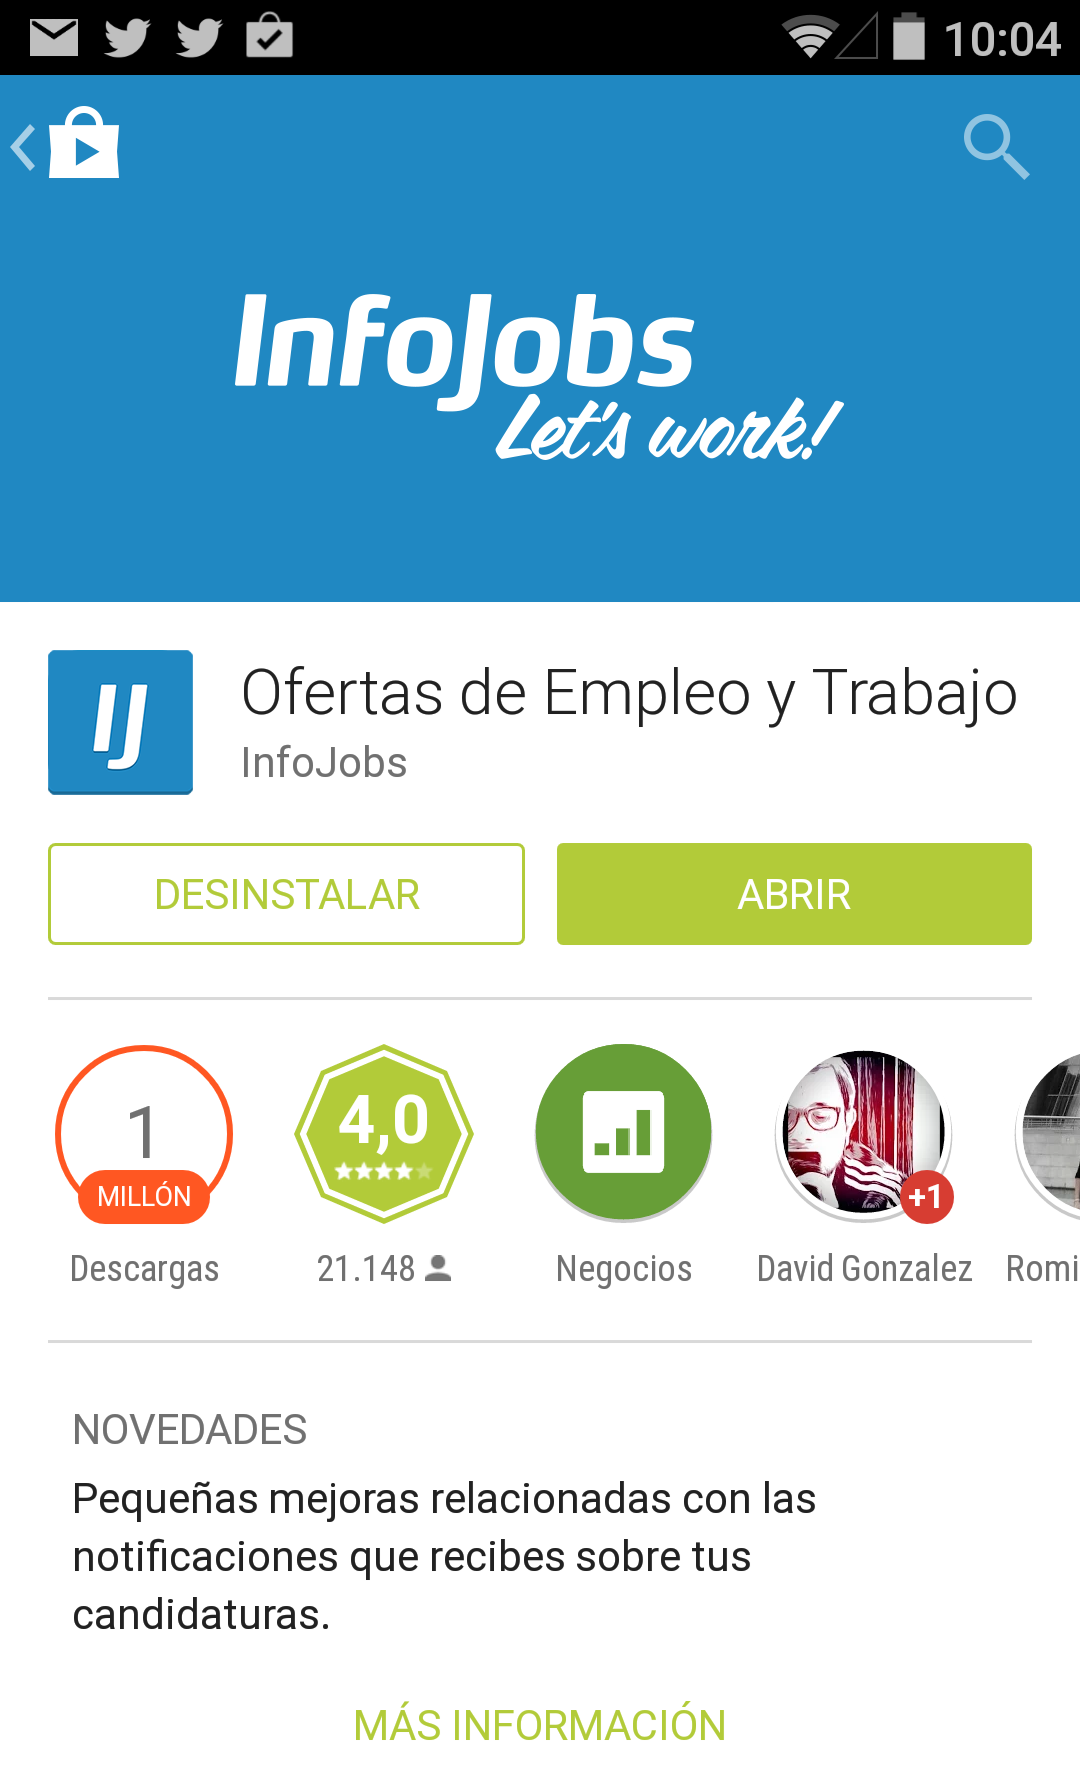 10:04
InfoJobs
Let's work!
IJ
Ofertas de Empleo y Trabajo
InfoJobs
DESINSTALAR
ABRIR
1
MILLÓN
4,0
+1
Descargas
21.148
Negocios
David Gonzalez
Romi
NOVEDADES
Pequeñas mejoras relacionadas con las
notificaciones que recibes sobre tus
candidaturas.
MÁS INFORMACIÓN